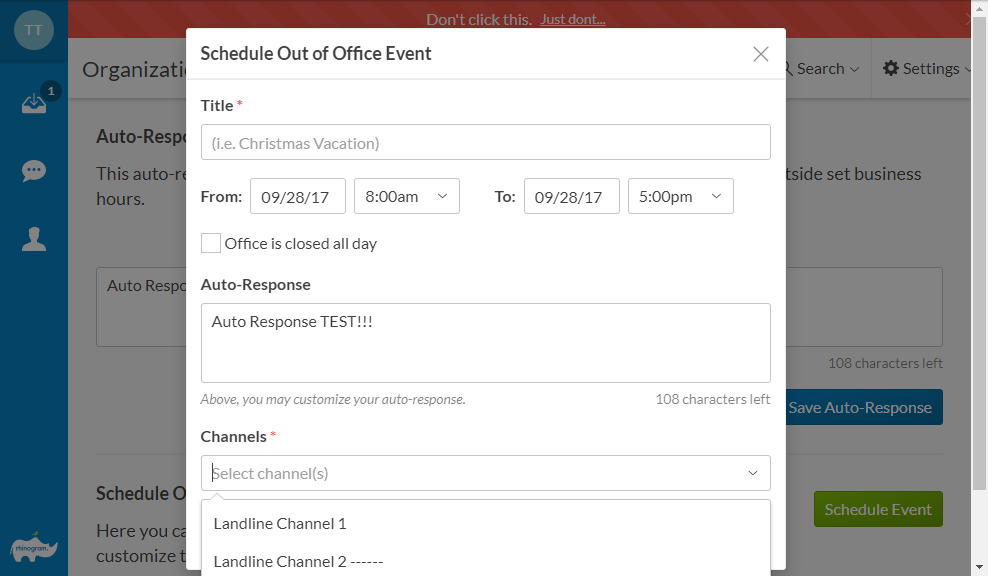 TT
Don't click this. Just dont...
Schedule Out of Office Event
Organizati
Search
Settings
1
Title *
Auto-Respo
(i.e. Christmas Vacation)
This auto-re
tside set business
hours.
From: 09/28/17 8:00am To: 09/28/17 5:00pm
Office is closed all day
Auto-Response
Auto Respo
Auto Response TEST!!!
108 characters left
Above, you may customize your auto-response.
108 characters left
Save Auto-Response
Channels *
Select channel(s)
Schedule O
Schedule Event
Landline Channel 1
Here you ca
rhinogram
customize t
Landline Channel 2 ------